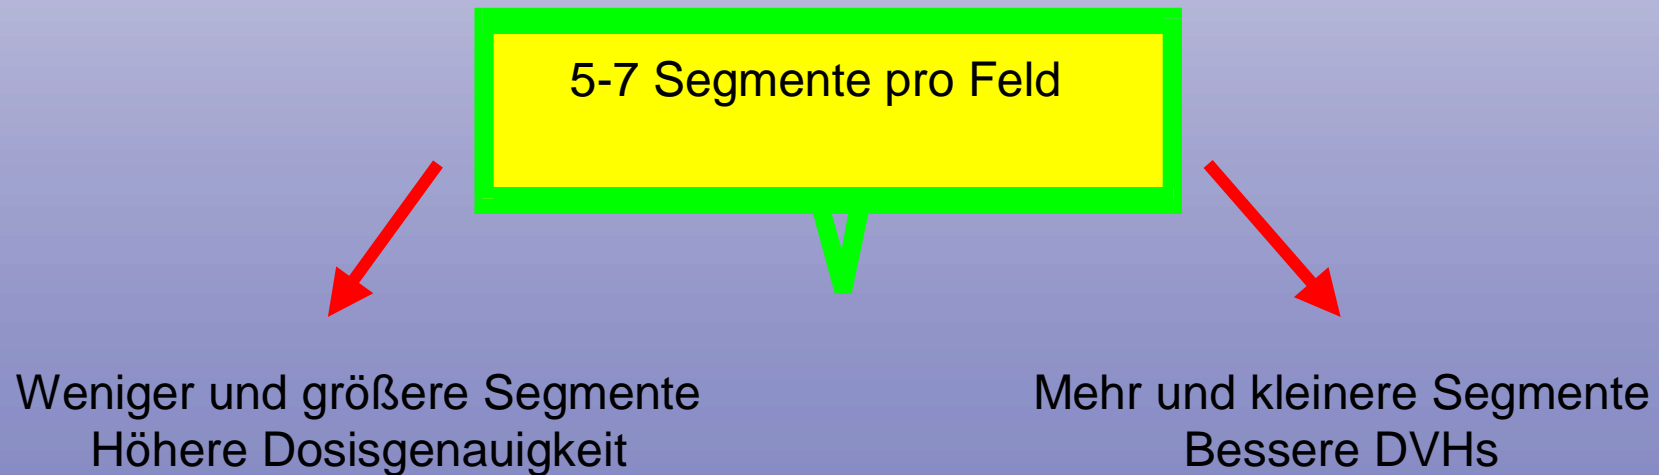 5-7 Segmente pro Feld
Weniger und größere Segmente
Höhere Dosisgenauigkeit
Mehr und kleinere Segmente
Bessere DVHs